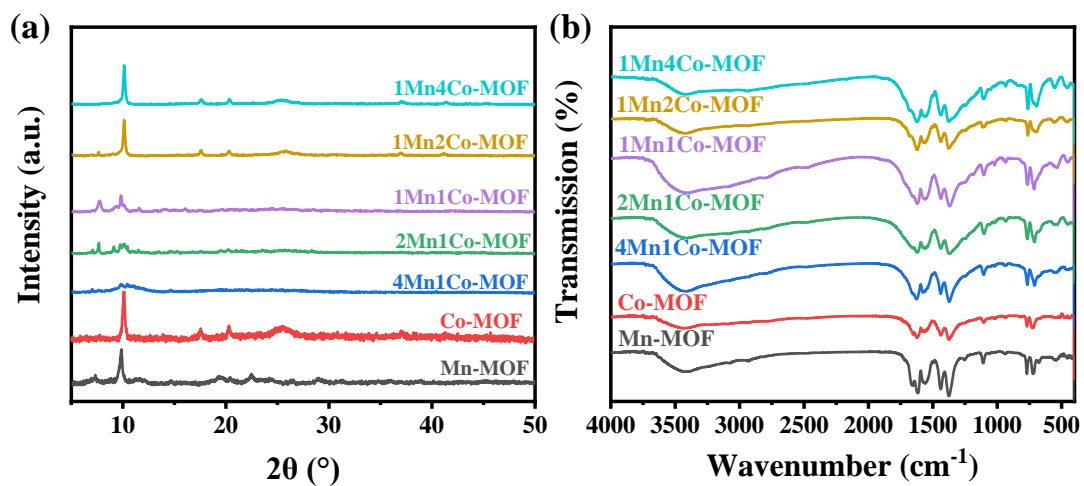 (a)
Intensity (a.u.)
1Mn4Co-MOF
1Mn2Co-MOF
1Mn1Co-MOF
2Mn1Co-MOF
4Mn1Co-MOF
Co-MOF
Mn-MOF
10 20 30 40 50
2θ (°)
(b)
Transmission (%)
1Mn4Co-MOF
1Mn2Co-MOF
1Mn1Co-MOF
2Mn1Co-MOF
4Mn1Co-MOF
Co-MOF
Mn-MOF
4000 3500 3000 2500 2000 1500 1000 500
Wavenumber (cm⁻¹)